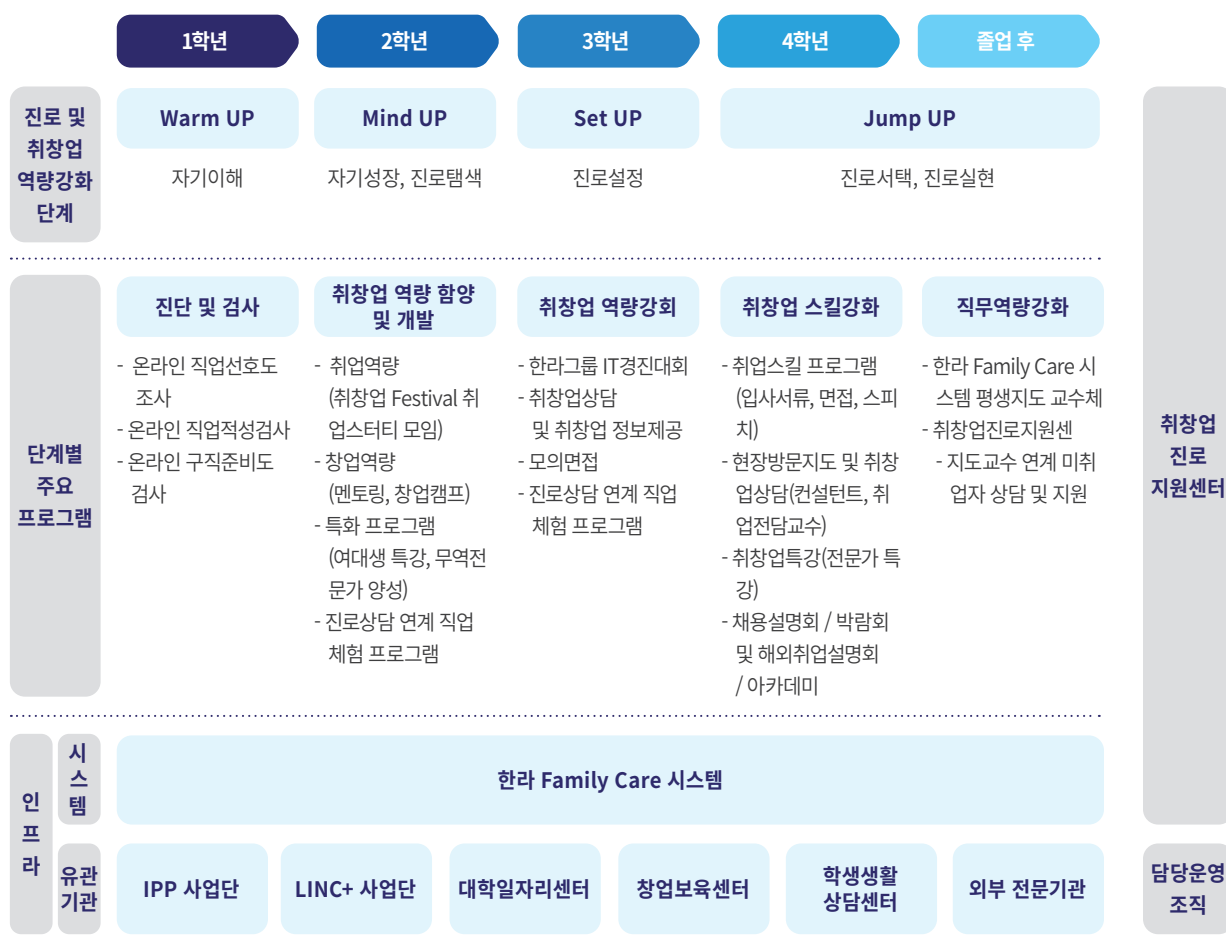 1학년
2학년
3학년
4학년
졸업 후
진로 및
취창업
역량강화
단계
Warm UP
Mind UP
Set UP
Jump UP
자기이해
자기성장, 진로탬색
진로설정
진로서택, 진로실현
단계별
주요
프로그램
진단 및 검사
- 온라인 직업선호도
조사
- 온라인 직업적성검사
- 온라인 구직준비도
검사
취창업 역량 함양
및 개발
- 취업역량
(취창업 Festival 취
업스터티 모임)
- 창업역량
(멘토링, 창업캠프)
- 특화 프로그램
(여대생 특강, 무역전
문가 양성)
- 진로상담 연계 직업
체험 프로그램
취창업 역량강회
- 한라그룹 IT경진대회
- 취창업상담
및 취창업 정보제공
- 모의면접
- 진로상담 연계 직업
체험 프로그램
취창업 스킬강화
- 취업스킬 프로그램
(입사서류, 면접, 스피
치)
- 현장방문지도 및 취창
업상담(컨설턴트, 취
업전담교수)
- 취창업특강(전문가 특
강)
- 채용설명회 / 박람회
및 해외취업설명회
/ 아카데미
직무역량강화
- 한라 Family Care 시
스템 평생지도 교수체
- 취창업진로지원센
- 지도교수 연계 미취
업자 상담 및 지원
취창업
진로
지원센터
인
프
라
시
스
템
한라 Family Care 시스템
유관
기관
IPP 사업단
LINC+ 사업단
대학일자리센터
창업보육센터
학생생활
상담센터
외부 전문기관
담당운영
조직